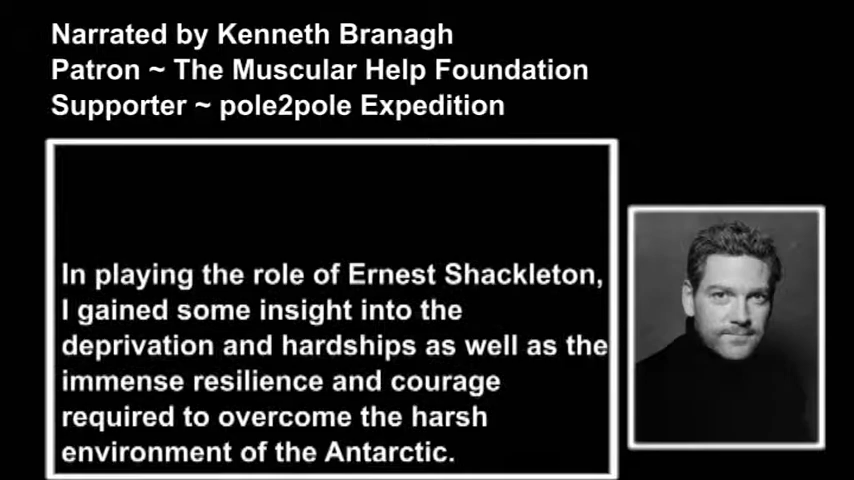 Narrated by Kenneth Branagh
Patron ~ The Muscular Help Foundation
Supporter ~ pole2pole Expedition
In playing the role of Ernest Shackleton,
I gained some insight into the
deprivation and hardships as well as the
immense resilience and courage
required to overcome the harsh
environment of the Antarctic.